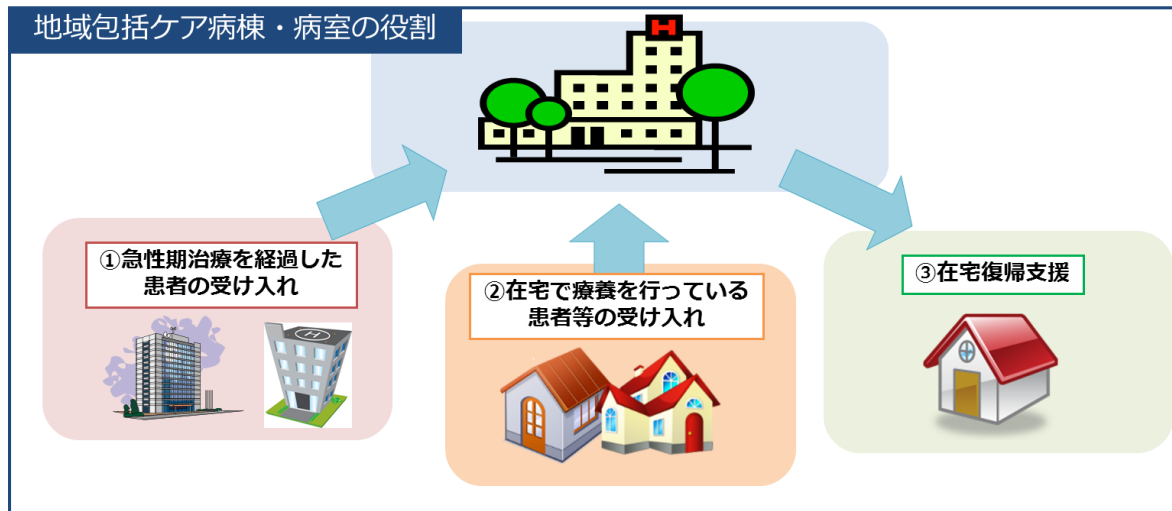 地域包括ケア病棟・病室の役割
H
①急性期治療を経過した
患者の受け入れ
H
②在宅で療養を行っている
患者等の受け入れ
③在宅復帰支援